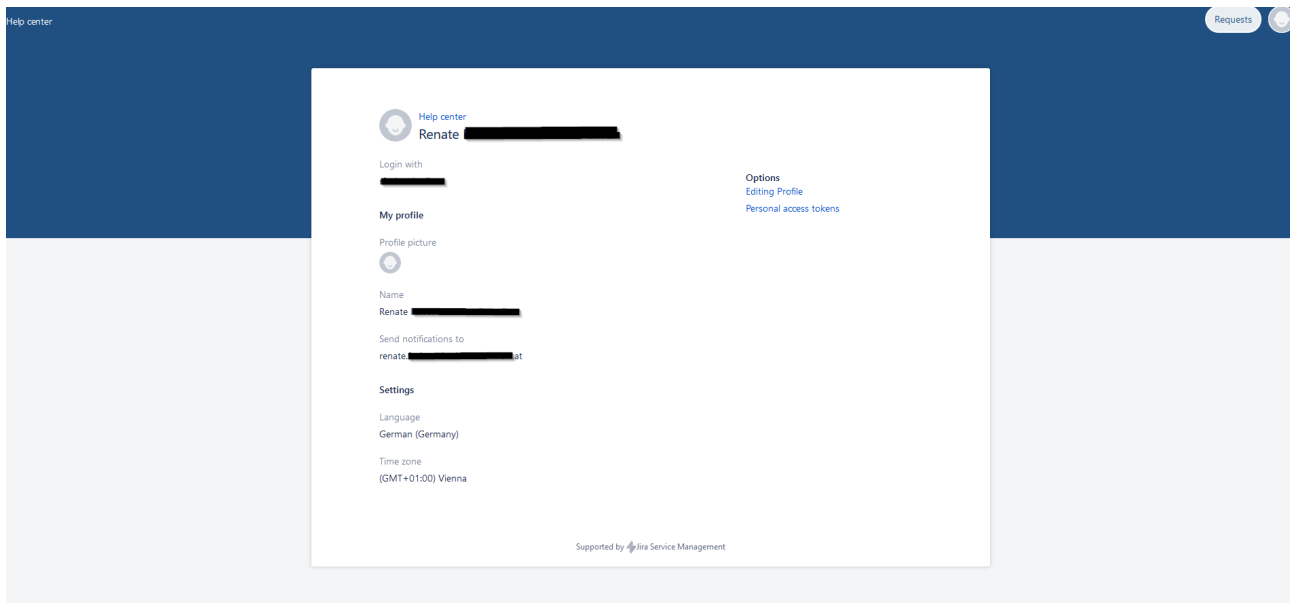 Help center
Requests
Help center
Renate
Login with
Options
Editing Profile
Personal access tokens
My profile
Profile picture
Name
Renate
Send notifications to
renate. at
Settings
Language
German (Germany)
Time zone
(GMT+01:00) Vienna
Supported by Jira Service Management